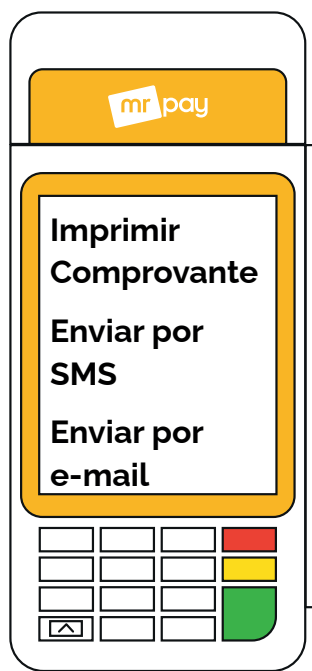 mr pay
Imprimir
Comprovante
Enviar por
SMS
Enviar por
e-mail